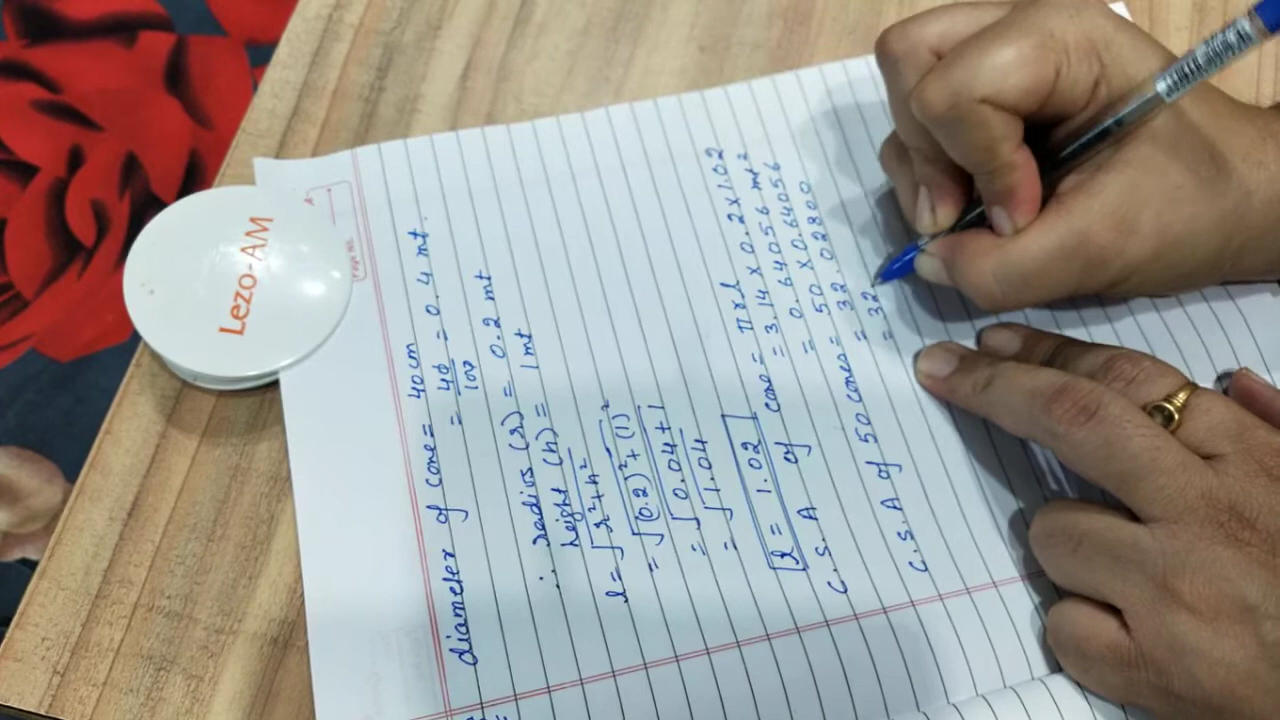 Lezo-AM
Page No.
diameter of cone = 40 cm
= 40/100 = 0.4 mt.
∴ radius (r) = 0.2 mt
height (h) = 1 mt
l = √r²+h²
= √(0.2)²+(1)²
= √0.04+1
= √1.04
l = 1.02
C.S.A of cone = πrl
= 3.14 x 0.2 x 1.02
= 0.64056 mt²
C.S.A of 50 cones = 50 x 0.64056
= 32.02800
= 32.